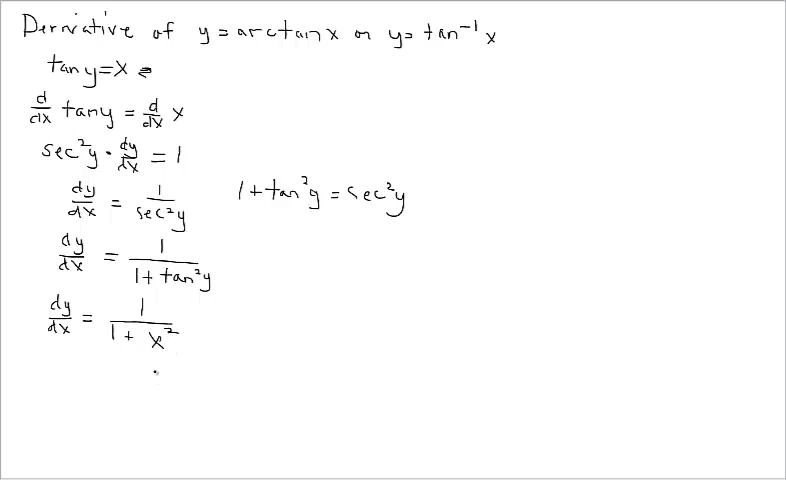 Derivative of y = arctan x or y = tan⁻¹ x
tan y = x
d/dx tan y = d/dx x
sec²y · dy/dx = 1
dy/dx = 1/sec²y 1 + tan²y = sec²y
dy/dx = 1/(1 + tan²y)
dy/dx = 1/(1 + x²)